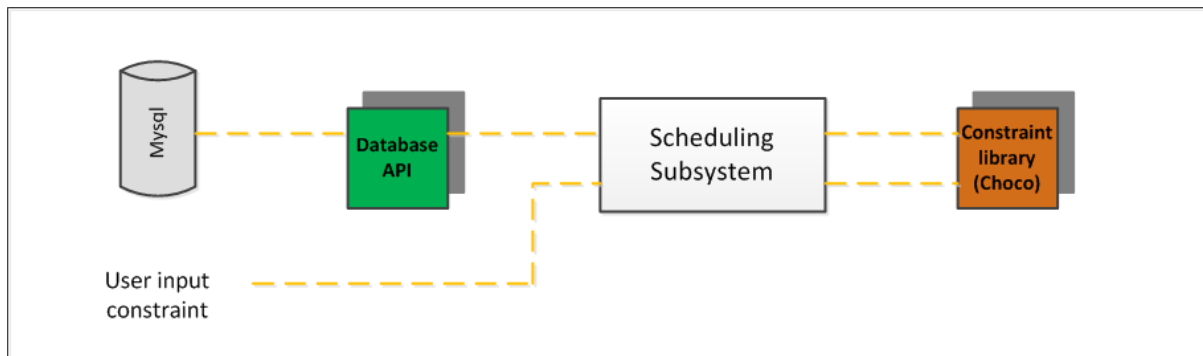 Mysql
Database
API
Scheduling
Subsystem
Constraint
library
(Choco)
User input
constraint